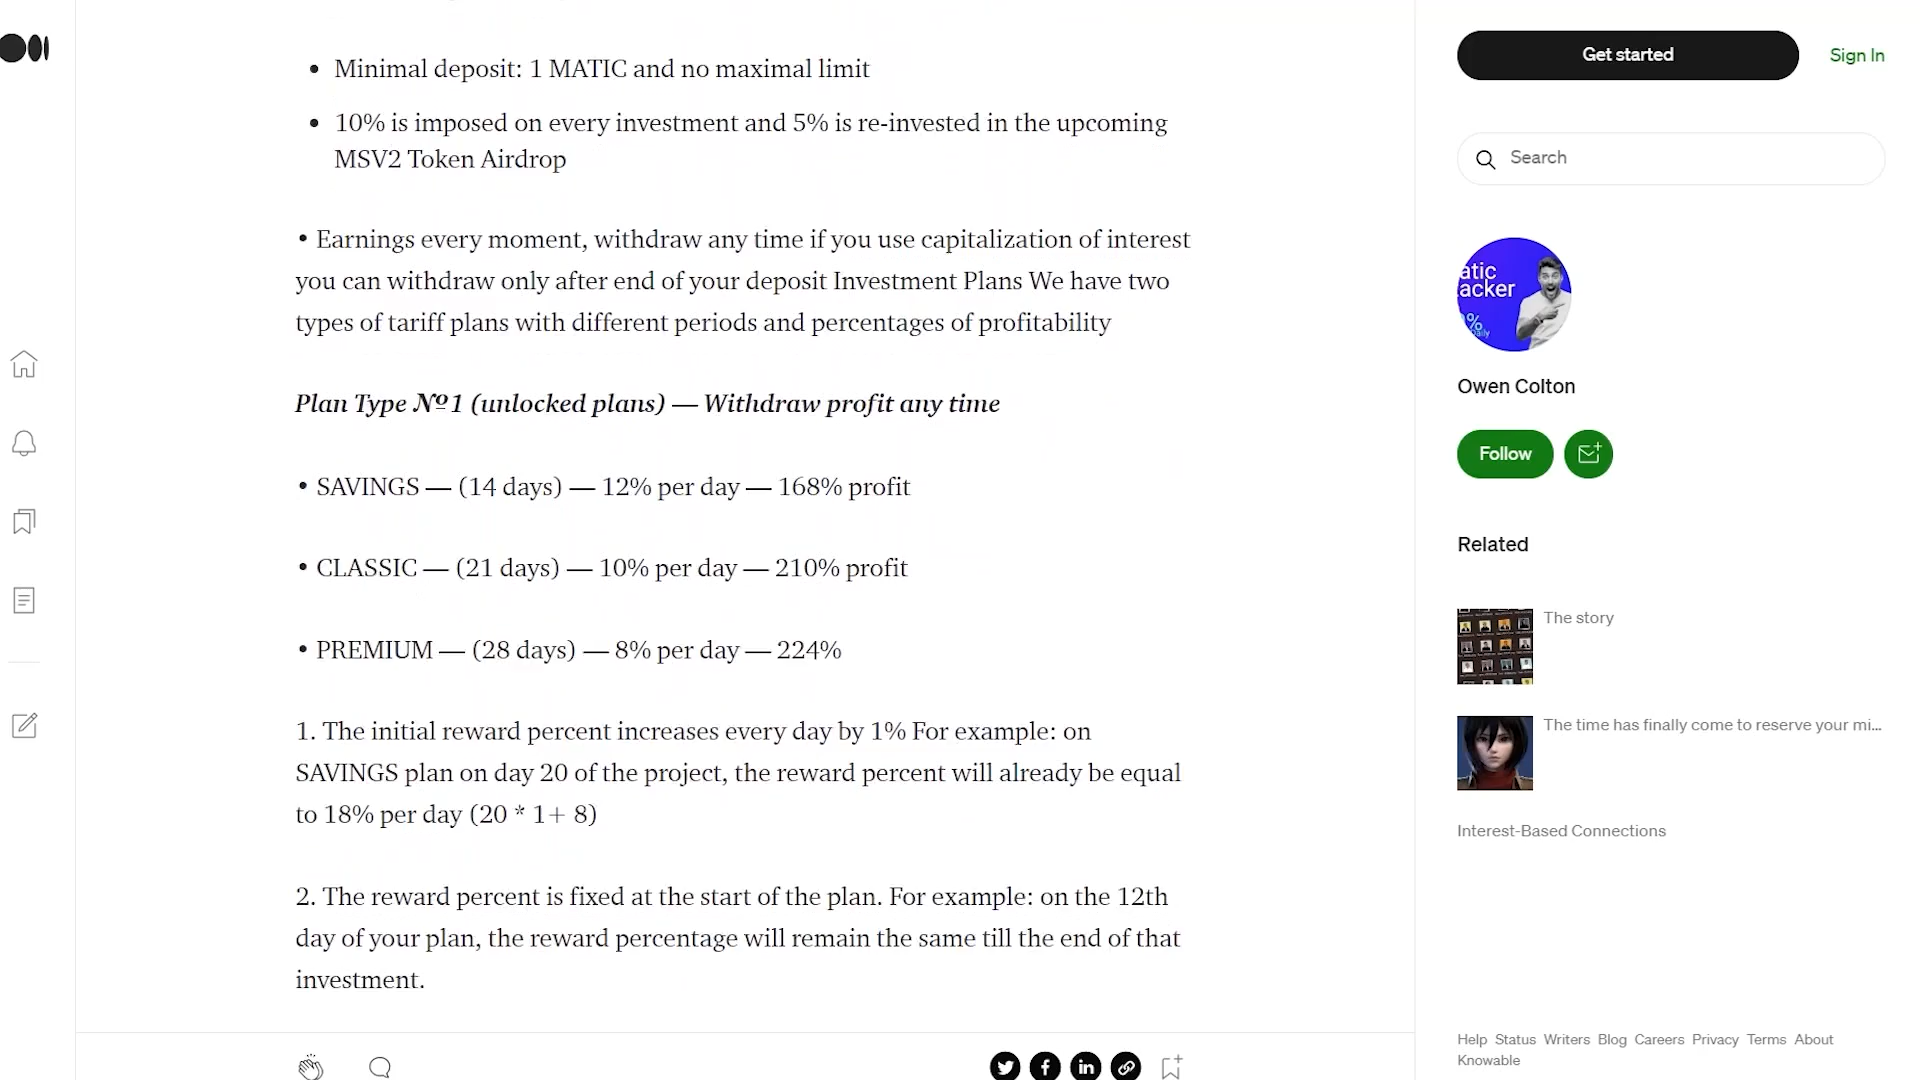 Minimal deposit: 1 MATIC and no maximal limit
10% is imposed on every investment and 5% is re-invested in the upcoming
MSV2 Token Airdrop
• Earnings every moment, withdraw any time if you use capitalization of interest
you can withdraw only after end of your deposit Investment Plans We have two
types of tariff plans with different periods and percentages of profitability
Plan Type №1 (unlocked plans) — Withdraw profit any time
• SAVINGS — (14 days) — 12% per day — 168% profit
• CLASSIC — (21 days) — 10% per day — 210% profit
• PREMIUM — (28 days) — 8% per day — 224%
1. The initial reward percent increases every day by 1% For example: on
SAVINGS plan on day 20 of the project, the reward percent will already be equal
to 18% per day (20 * 1+ 8)
2. The reward percent is fixed at the start of the plan. For example: on the 12th
day of your plan, the reward percentage will remain the same till the end of that
investment.
Get started
Sign In
Search
atic
acker
%
Owen Colton
Follow
Related
The story
The time has finally come to reserve your mi...
Interest-Based Connections
Help Status Writers Blog Careers Privacy Terms About
Knowable